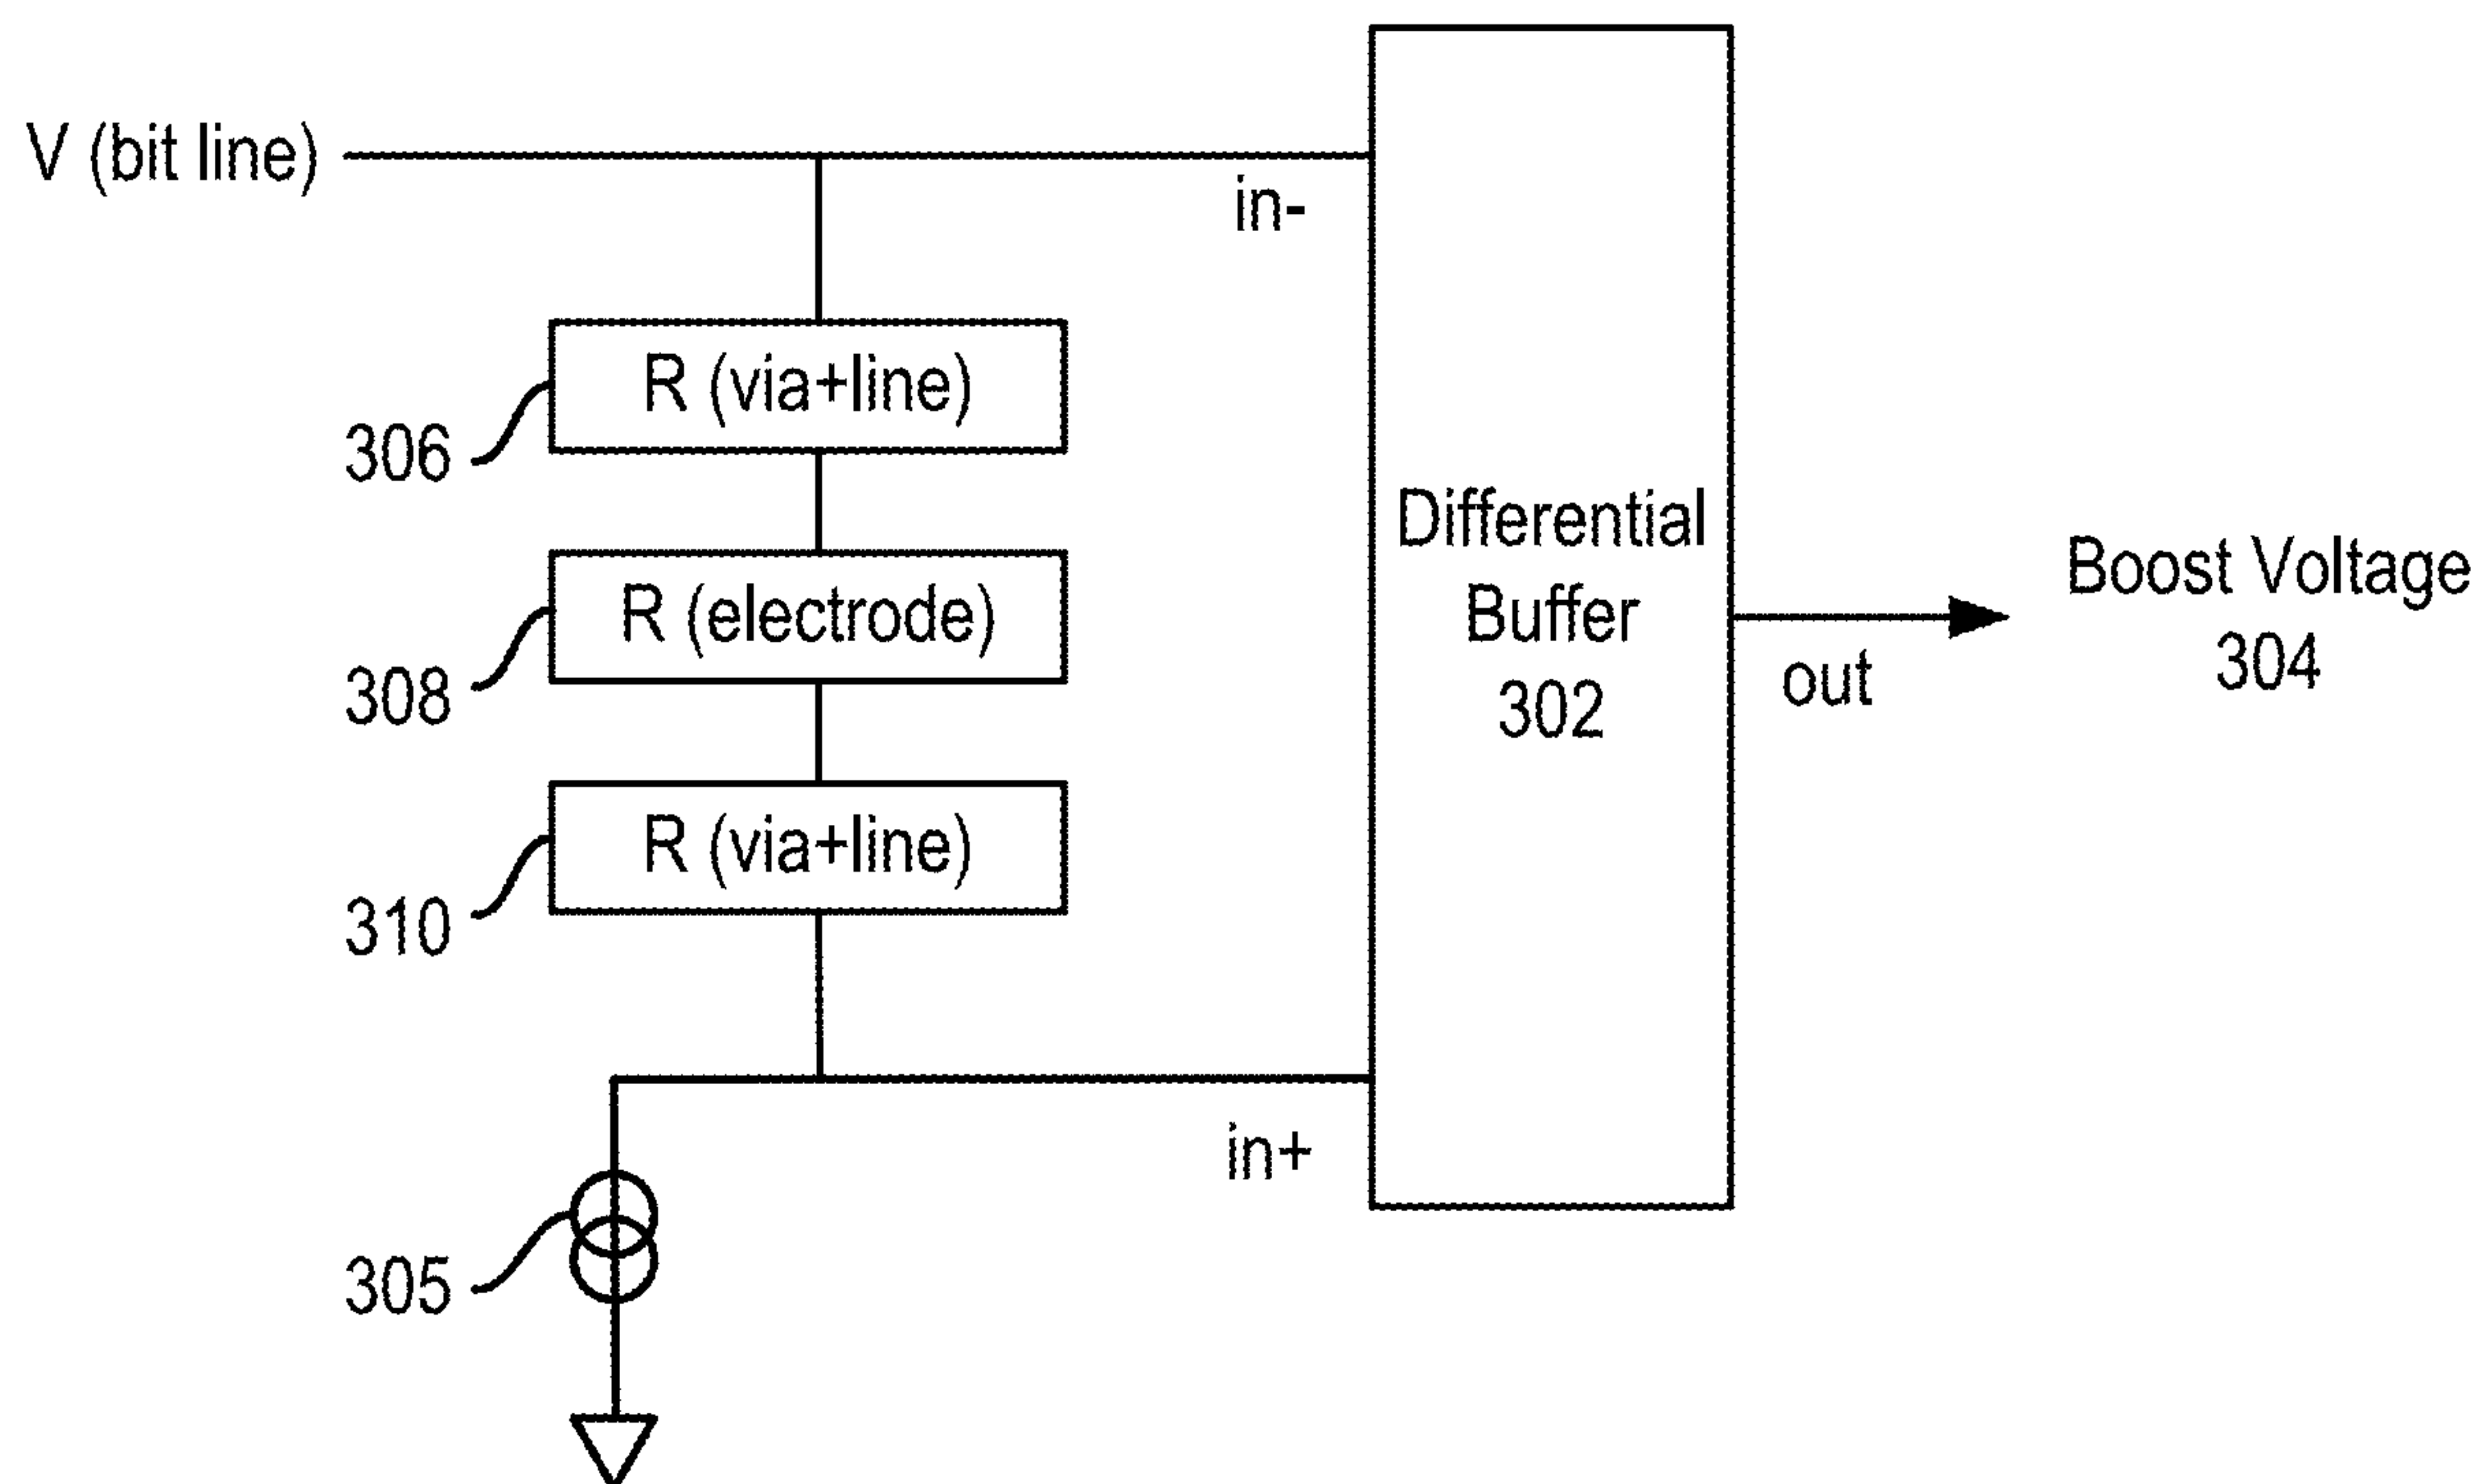 V (bit line)
in-
R (via+line)
306
R (electrode)
308
R (via+line)
310
in+
305
Differential
Buffer
302
out
Boost Voltage
304